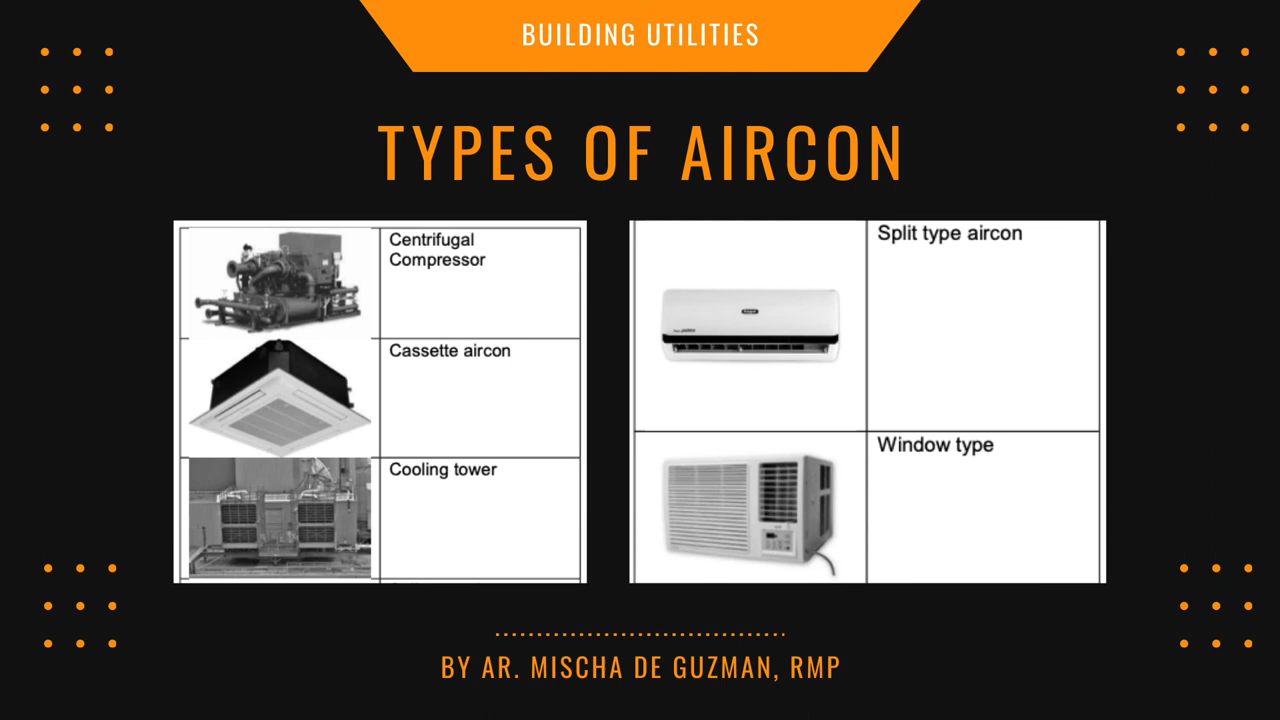 BUILDING UTILITIES
TYPES OF AIRCON
Centrifugal
Compressor
Cassette aircon
Cooling tower
Split type aircon
Window type
BY AR. MISCHA DE GUZMAN, RMP